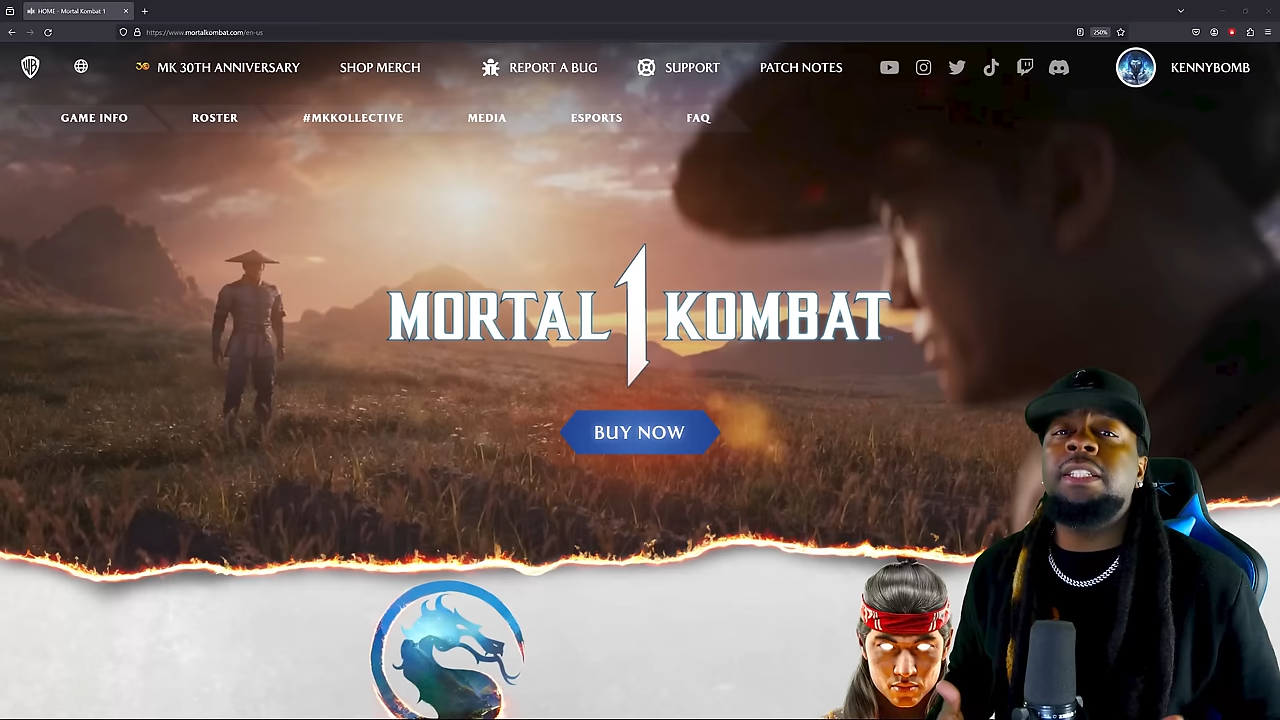 HOME - Mortal Kombat 1
https://www.mortalkombat.com/en-us
250%
MK 30TH ANNIVERSARY
SHOP MERCH
REPORT A BUG
SUPPORT
PATCH NOTES
KENNYBOMB
GAME INFO
ROSTER
#MKKOLLECTIVE
MEDIA
ESPORTS
FAQ
MORTAL 1 KOMBAT
BUY NOW